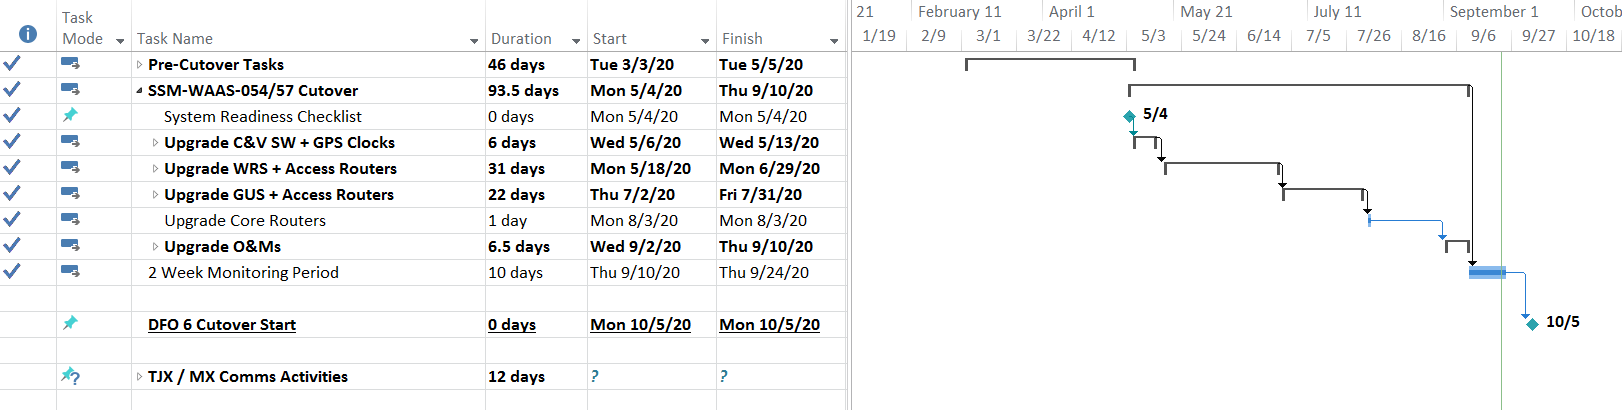 Task Mode Task Name Duration Start Finish
Pre-Cutover Tasks 46 days Tue 3/3/20 Tue 5/5/20
SSM-WAAS-054/57 Cutover 93.5 days Mon 5/4/20 Thu 9/10/20
System Readiness Checklist 0 days Mon 5/4/20 Mon 5/4/20
Upgrade C&V SW + GPS Clocks 6 days Wed 5/6/20 Wed 5/13/20
Upgrade WRS + Access Routers 31 days Mon 5/18/20 Mon 6/29/20
Upgrade GUS + Access Routers 22 days Thu 7/2/20 Fri 7/31/20
Upgrade Core Routers 1 day Mon 8/3/20 Mon 8/3/20
Upgrade O&Ms 6.5 days Wed 9/2/20 Thu 9/10/20
2 Week Monitoring Period 10 days Thu 9/10/20 Thu 9/24/20
DFO 6 Cutover Start 0 days Mon 10/5/20 Mon 10/5/20
TJX / MX Comms Activities 12 days ? ?
21 February 11 April 1 May 21 July 11 September 1 Octob
1/19 2/9 3/1 3/22 4/12 5/3 5/24 6/14 7/5 7/26 8/16 9/6 9/27 10/18
5/4
10/5